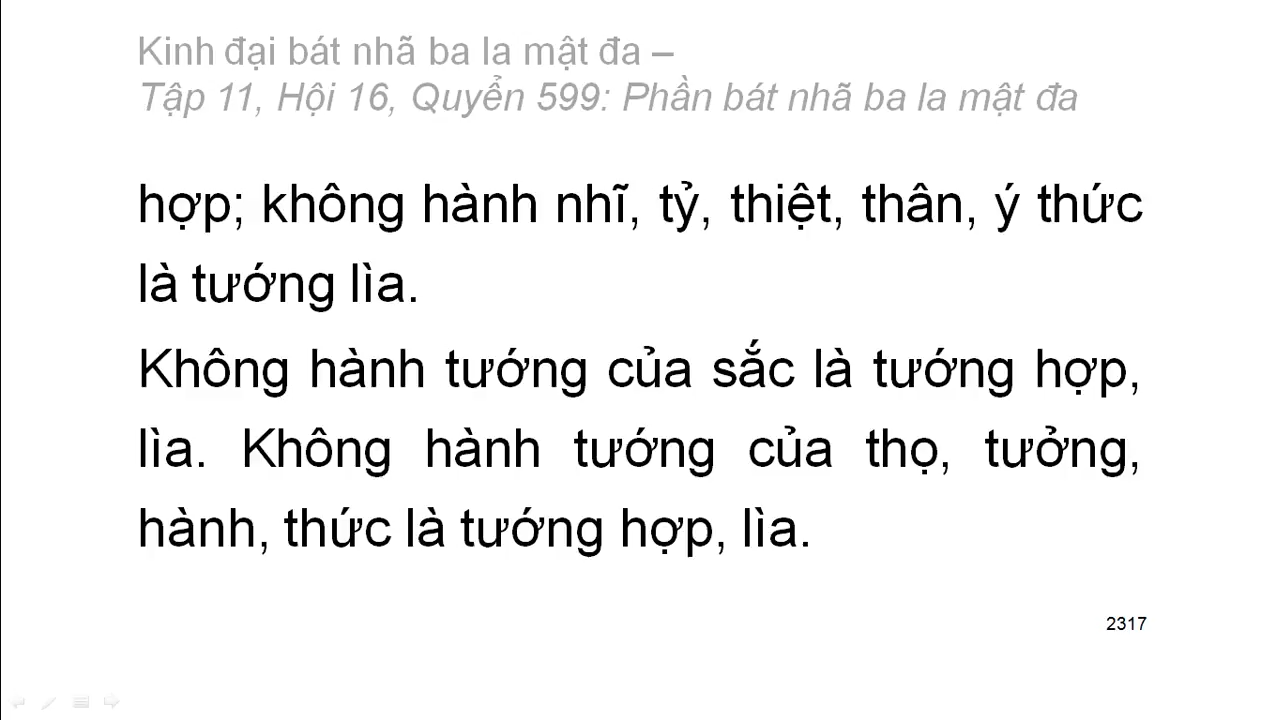 Kinh đại bát nhã ba la mật đa –
Tập 11, Hội 16, Quyển 599: Phần bát nhã ba la mật đa
hợp; không hành nhĩ, tỷ, thiệt, thân, ý thức
là tướng lìa.
Không hành tướng của sắc là tướng hợp,
lìa. Không hành tướng của thọ, tưởng,
hành, thức là tướng hợp, lìa.
2317